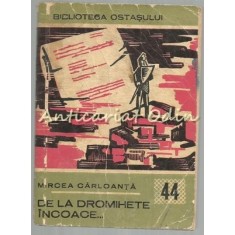 BIBLIOTECA OSTAȘULUI
Anticariat Odin
MIRCEA CÂRLOANȚĂ
44
DE LA DROMIHETE
ÎNCOACE...